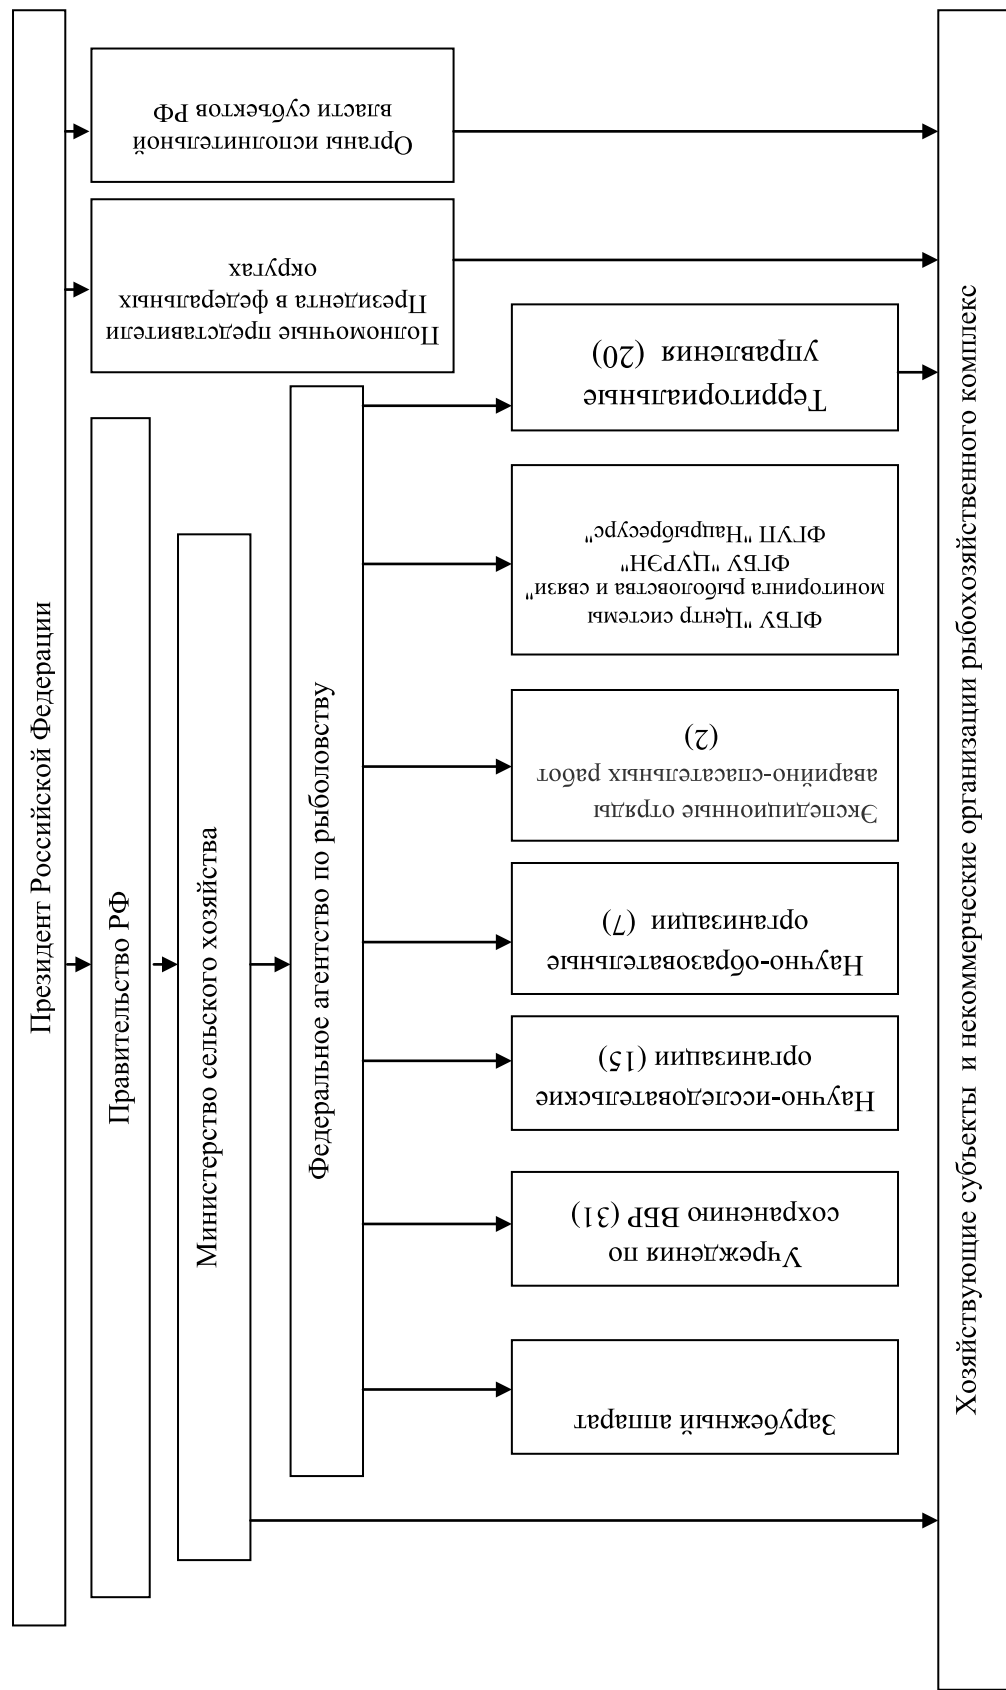 Президент Российской Федерации
Правительство РФ
Министерство сельского хозяйства
Федеральное агентство по рыболовству
Органы исполнительной
власти субъектов РФ
Полномочные представители
Президента в федеральных
округах
Территориальные
управления (20)
ФГБУ "Центр системы
мониторинга рыболовства и связи"
ФГБУ "ЦУРЭН"
ФГУП "Нацрыбресурс"
Экспедиционные отряды
аварийно-спасательных работ
(2)
Научно-образовательные
организации (7)
Научно-исследовательские
организации (15)
Учреждения по
сохранению ВБР (31)
Зарубежный аппарат
Хозяйствующие субъекты и некоммерческие организации рыбохозяйственного комплекс